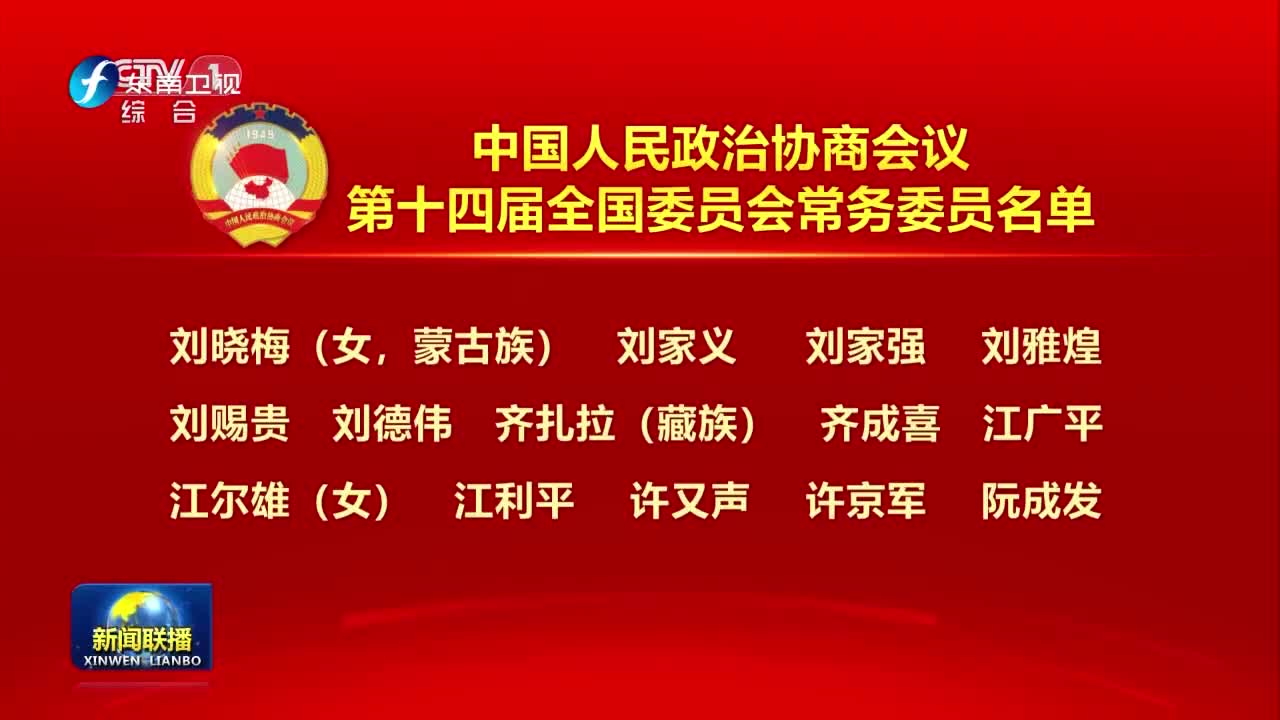 CCTV 1
东南卫视
综合
1949
中国人民政治协商会议
中国人民政治协商会议
第十四届全国委员会常务委员名单
刘晓梅（女，蒙古族） 刘家义 刘家强 刘雅煌
刘赐贵 刘德伟 齐扎拉（藏族） 齐成喜 江广平
江尔雄（女） 江利平 许又声 许京军 阮成发
新闻联播
XINWEN LIANBO